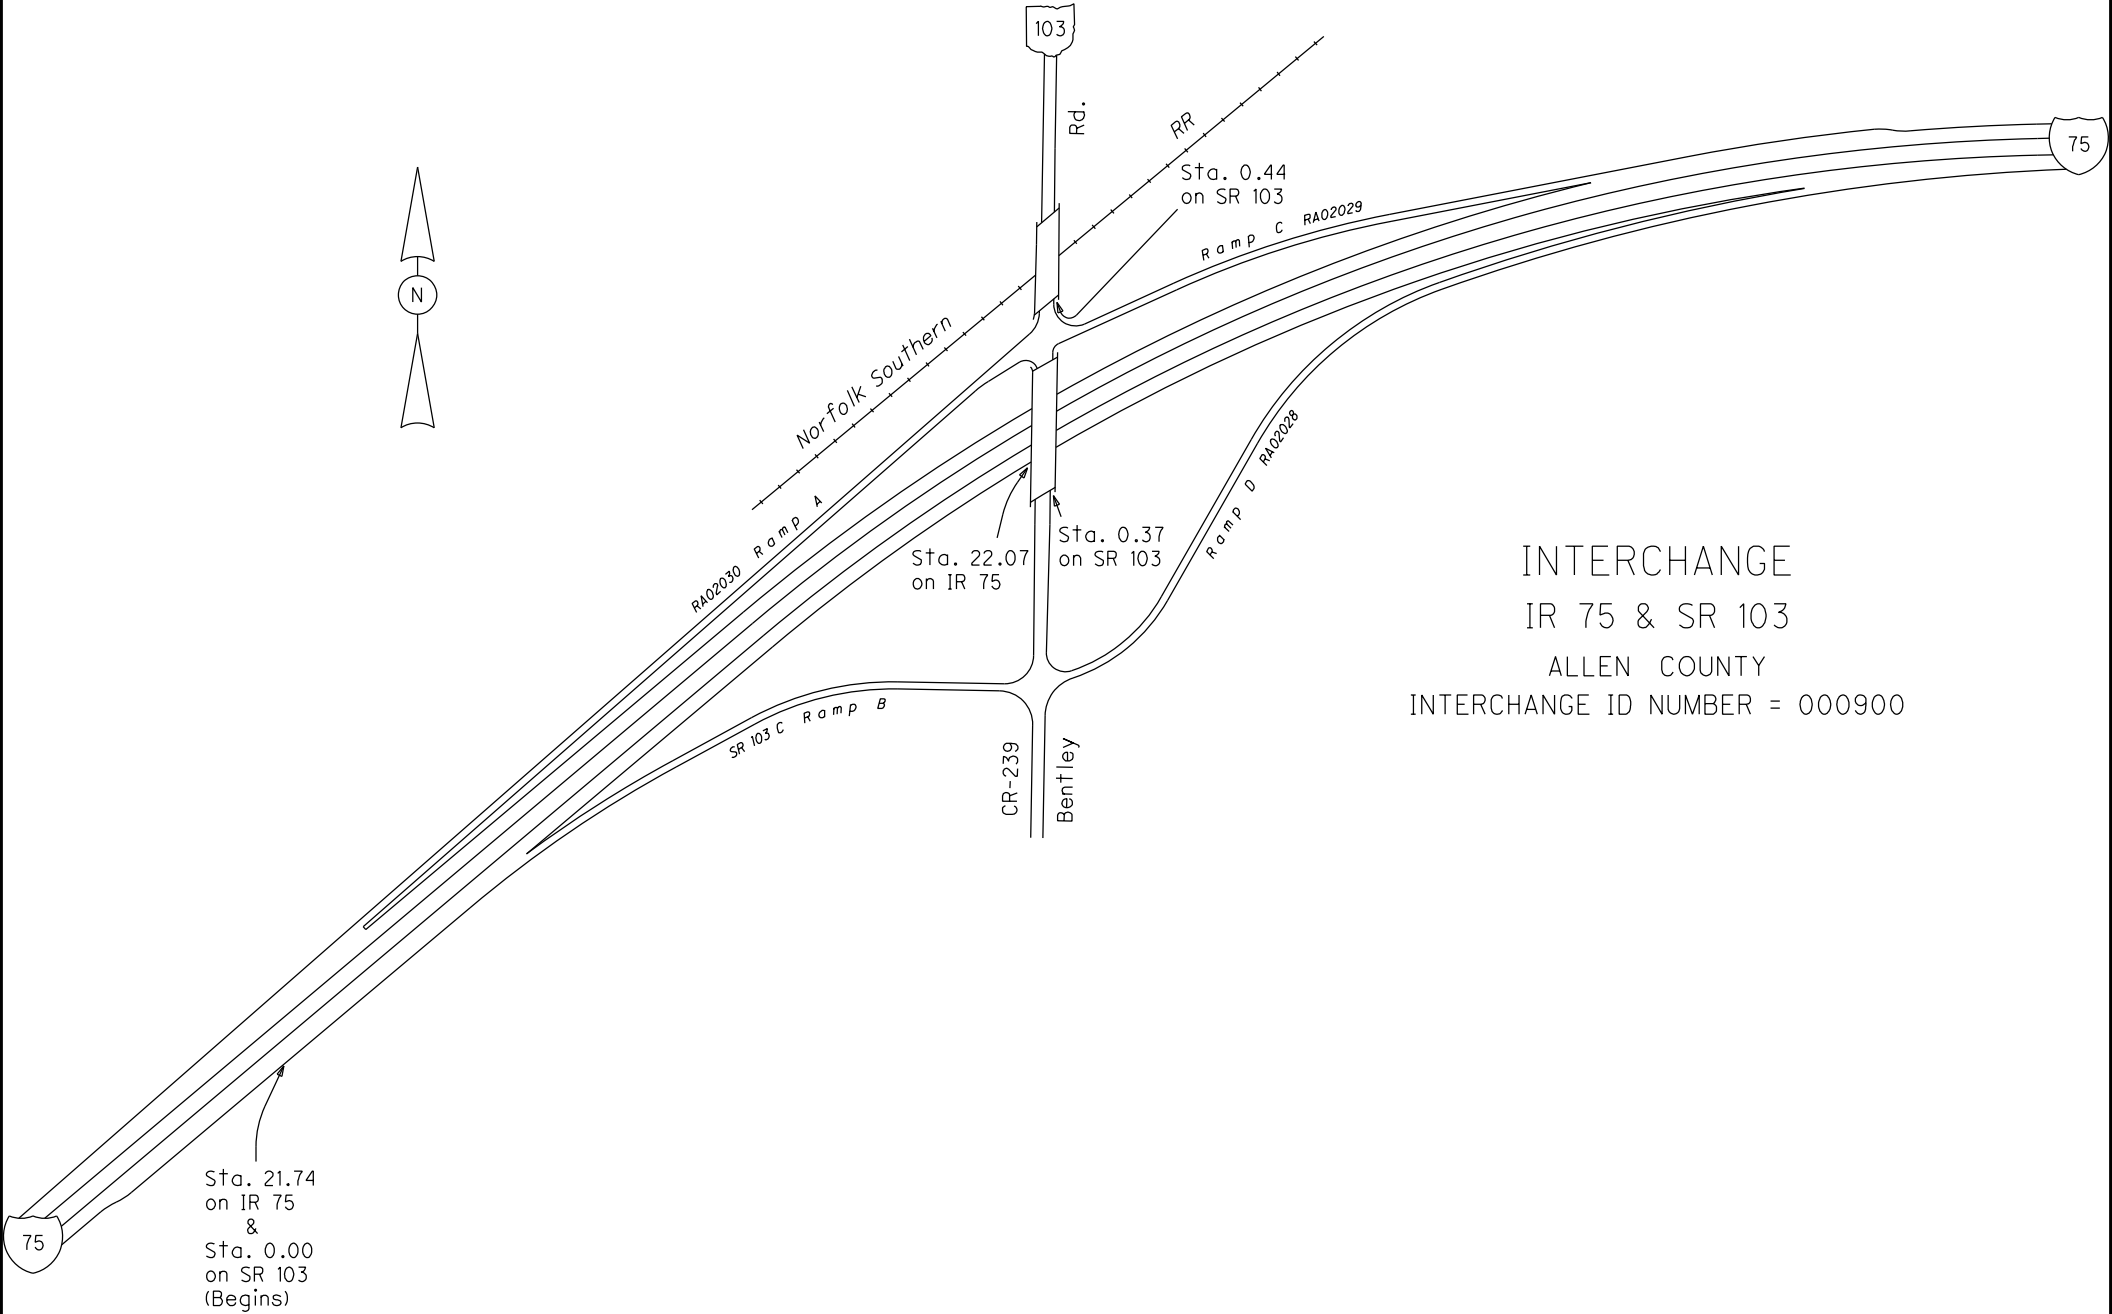 103
Rd.
RR
75
Sta. 0.44
on SR 103
Ramp C RA02029
N
Norfolk Southern
Ramp D RA02028
RA02030 Ramp A
Sta. 22.07
on IR 75
Sta. 0.37
on SR 103
INTERCHANGE
IR 75 & SR 103
ALLEN COUNTY
INTERCHANGE ID NUMBER = 000900
SR 103 C Ramp B
CR-239
Bentley
Sta. 21.74
on IR 75
&
Sta. 0.00
on SR 103
(Begins)
75